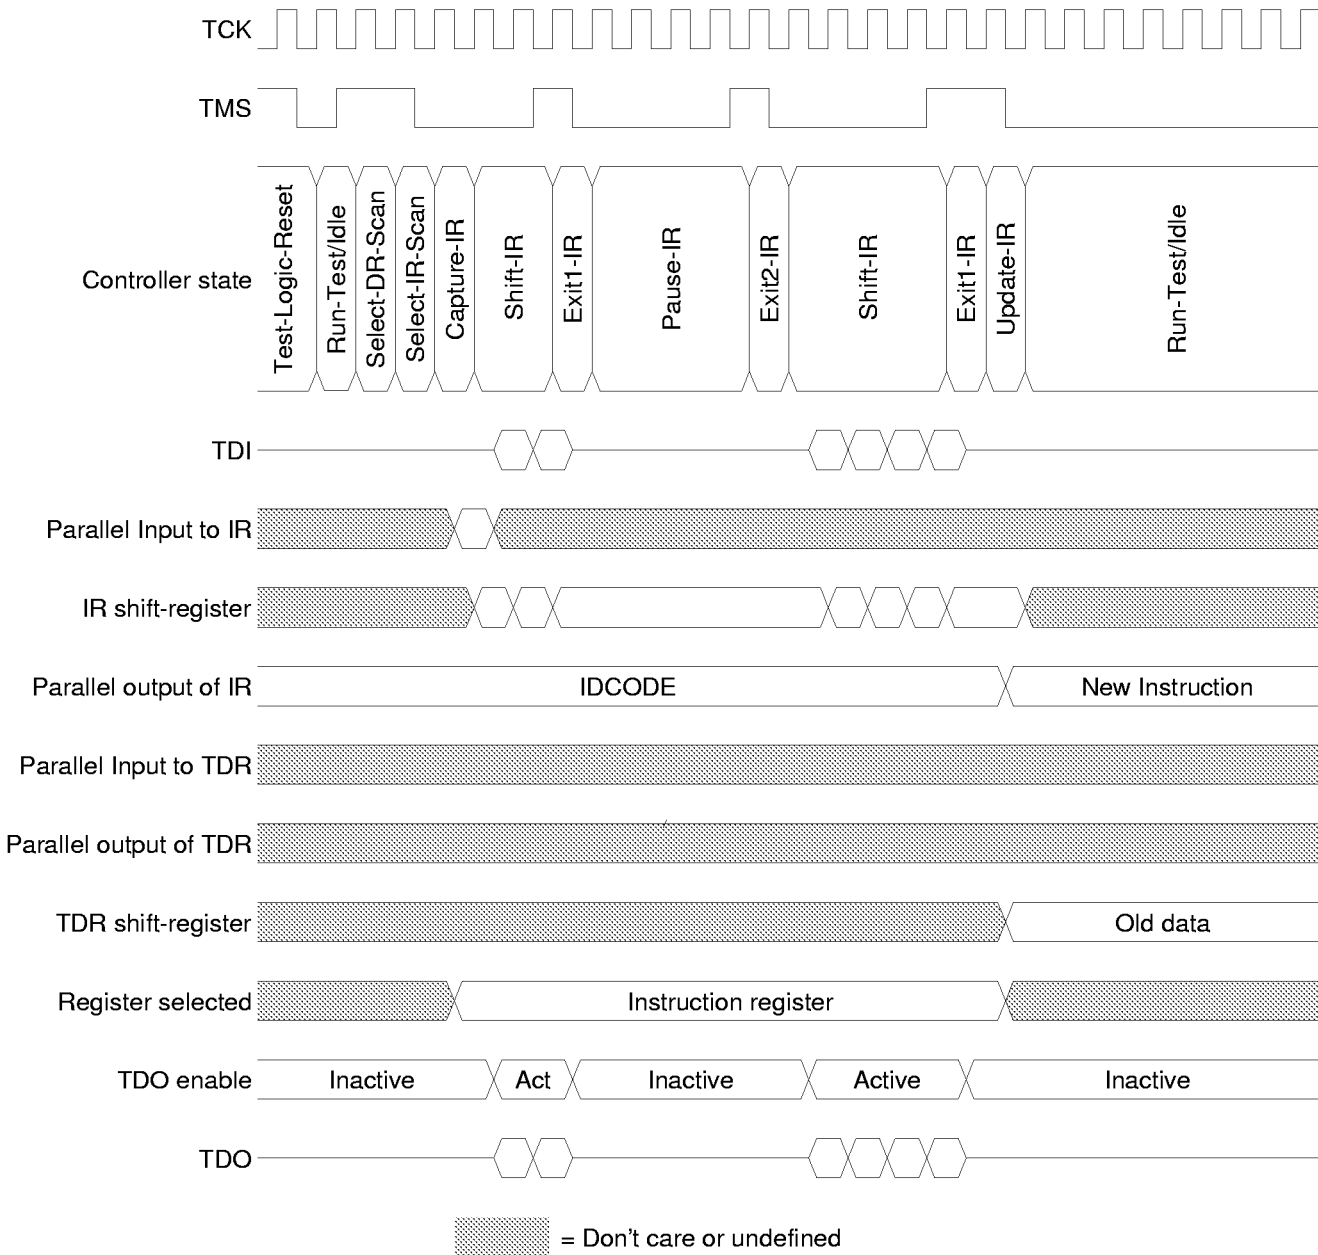 TCK
TMS
Controller state
Test-Logic-Reset
Run-Test/Idle
Select-DR-Scan
Select-IR-Scan
Capture-IR
Shift-IR
Exit1-IR
Pause-IR
Exit2-IR
Shift-IR
Exit1-IR
Update-IR
Run-Test/Idle
TDI
Parallel Input to IR
IR shift-register
Parallel output of IR
IDCODE
New Instruction
Parallel Input to TDR
Parallel output of TDR
TDR shift-register
Old data
Register selected
Instruction register
TDO enable
Inactive
Act
Inactive
Active
Inactive
TDO
= Don't care or undefined